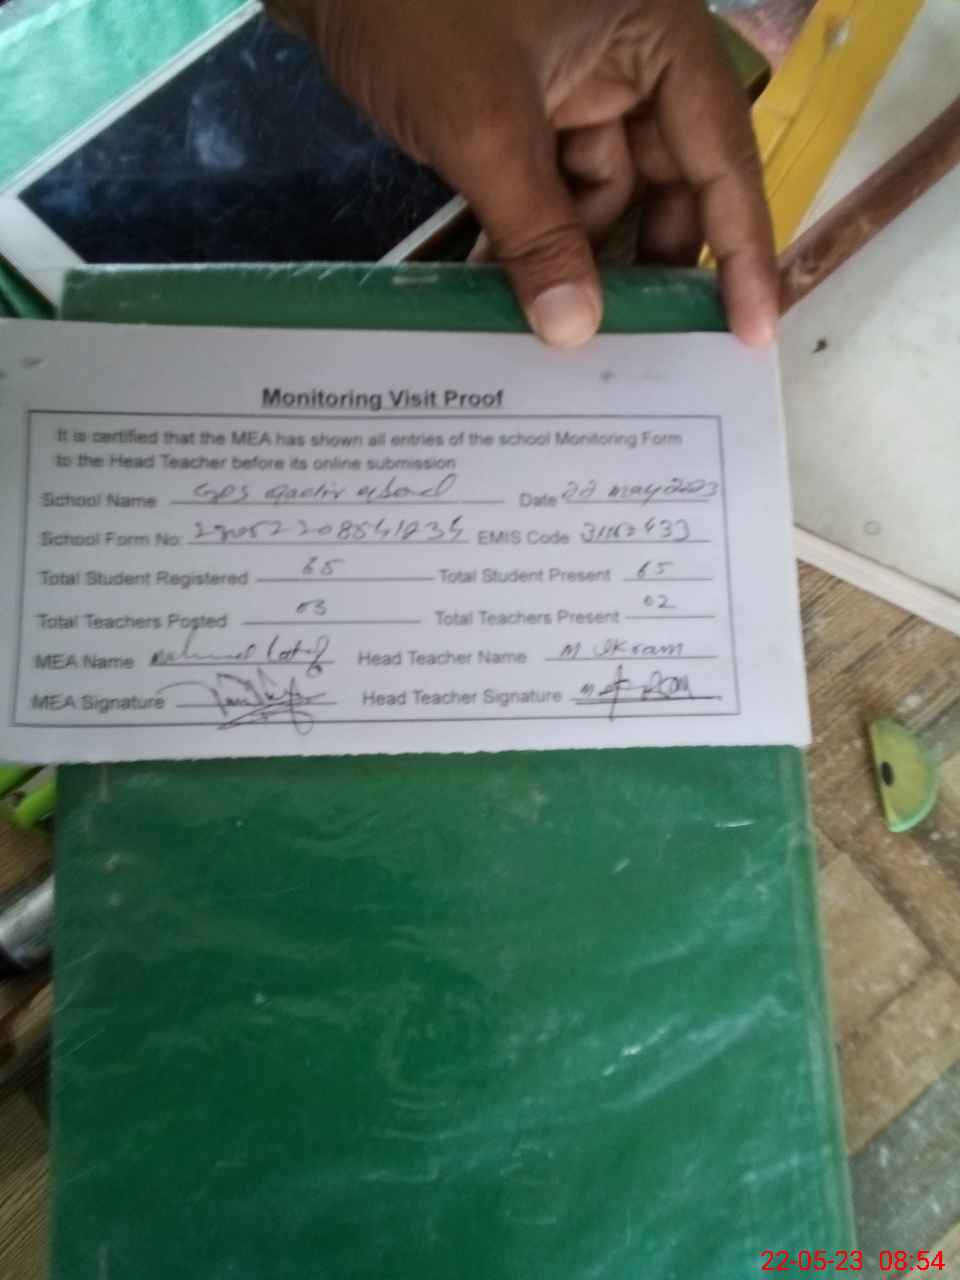 Monitoring Visit Proof
It is certified that the MEA has shown all entries of the school Monitoring Form
to the Head Teacher before its online submission
School Name GPS Date 22 may 2023
School Form No: EMIS Code
Total Student Registered 65 Total Student Present 65
Total Teachers Posted 03 Total Teachers Present 02
MEA Name Head Teacher Name M Ikram
MEA Signature Head Teacher Signature
22-05-23 08:54